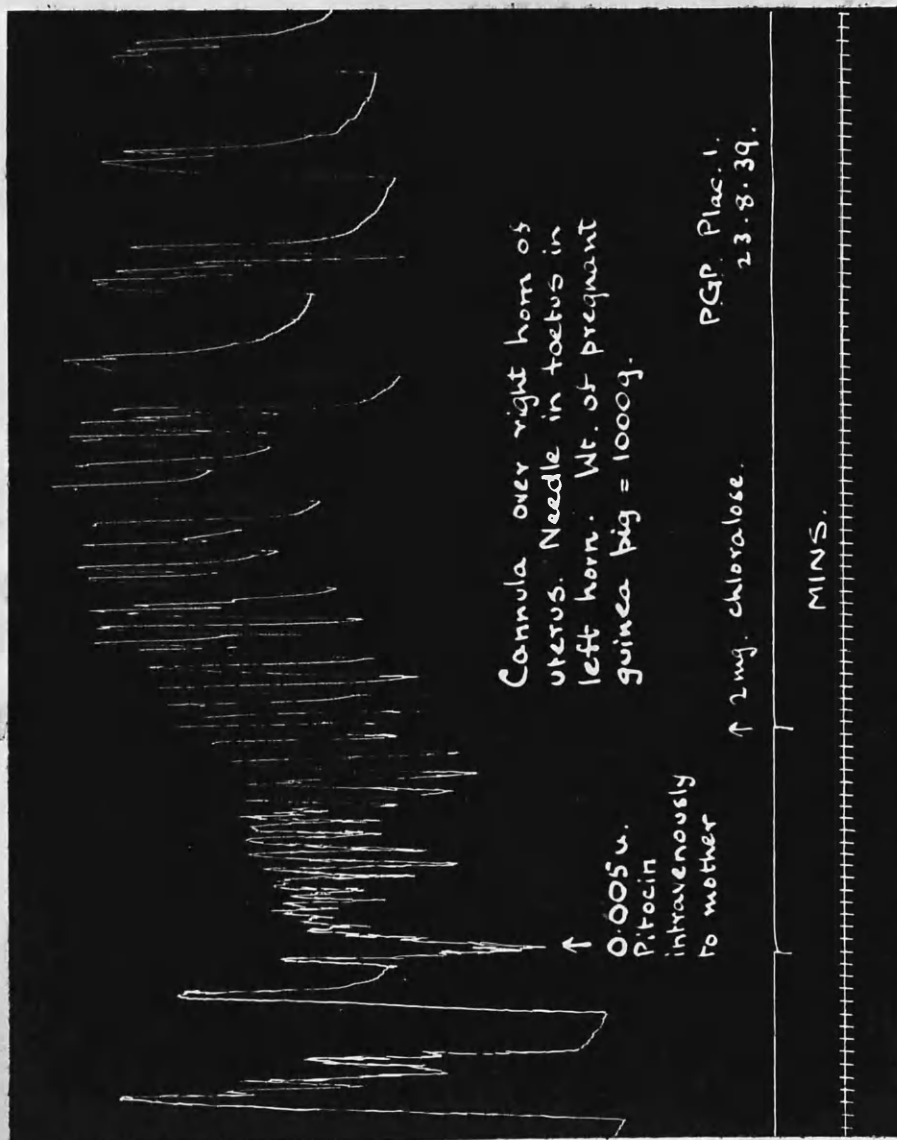 Cannula over right horn of
uterus. Needle in foetus in
left horn. Wt. of pregnant
guinea pig = 1000g.
PGP. Plac. 1.
23.8.39.
↑
0.005u.
Pitocin
intravenously
to mother
↑ 2mg. chloralose.
MINS.